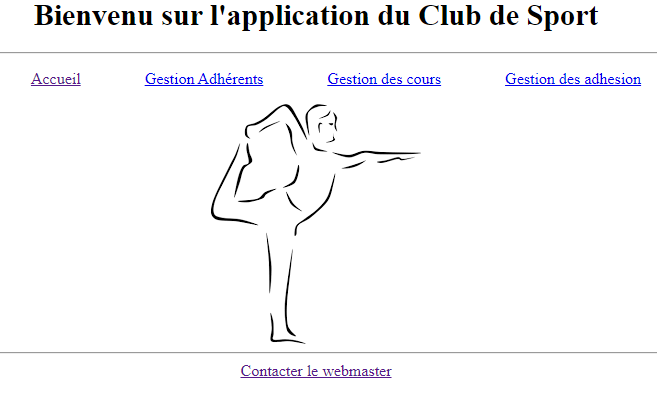 Bienvenu sur l'application du Club de Sport
Accueil Gestion Adhérents Gestion des cours Gestion des adhesion
Contacter le webmaster